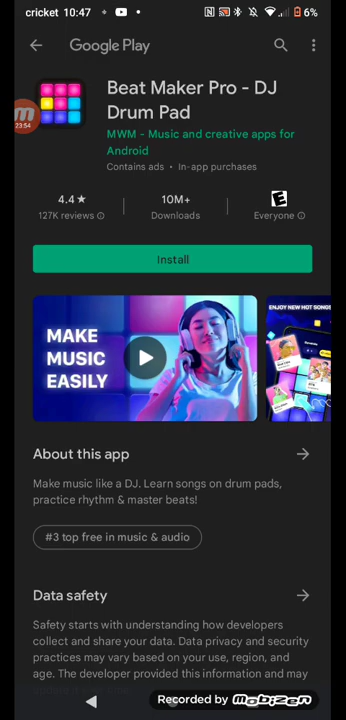 cricket 10:47
6%
Google Play
Beat Maker Pro - DJ
Drum Pad
23:54
MWM - Music and creative apps for
Android
Contains ads • In-app purchases
4.4★
10M+
E
127K reviews
Downloads
Everyone
Install
MAKE
MUSIC
EASILY
ENJOY NEW HOT SONGS
About this app
Make music like a DJ. Learn songs on drum pads,
practice rhythm & master beats!
#3 top free in music & audio
Data safety
Safety starts with understanding how developers
collect and share your data. Data privacy and security
practices may vary based on your use, region, and
age. The developer provided this information and may
Recorded by MOBIZEN